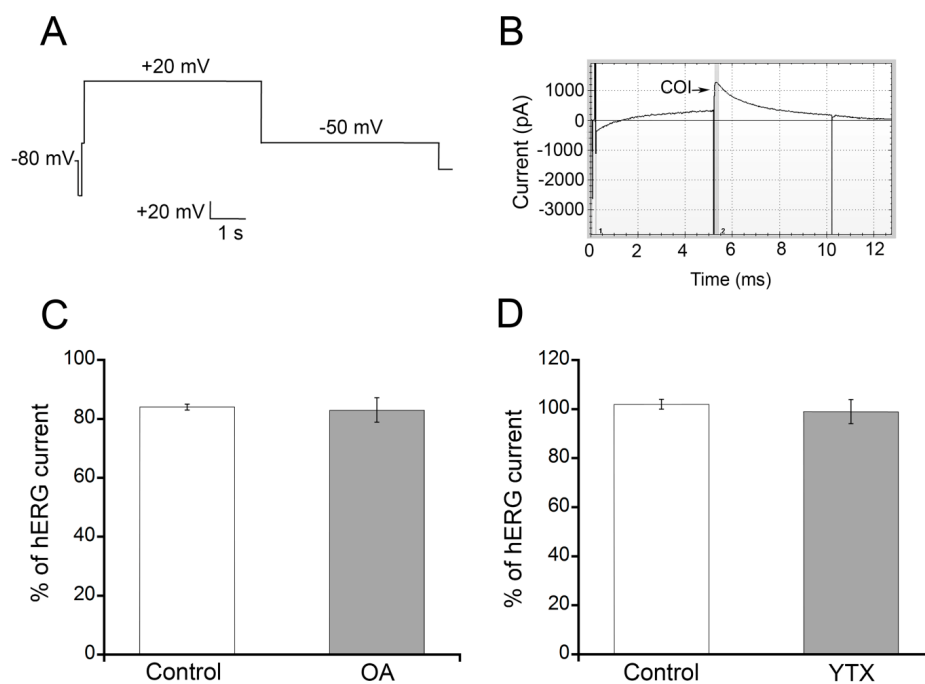 A
+20 mV
-50 mV
-80 mV
+20 mV
1 s
B
Current (pA)
1000
0
-1000
-2000
-3000
COI
1
2
0 2 4 6 8 10 12
Time (ms)
C
% of hERG current
100
80
60
40
20
0
Control OA
D
% of hERG current
120
100
80
60
40
20
0
Control YTX